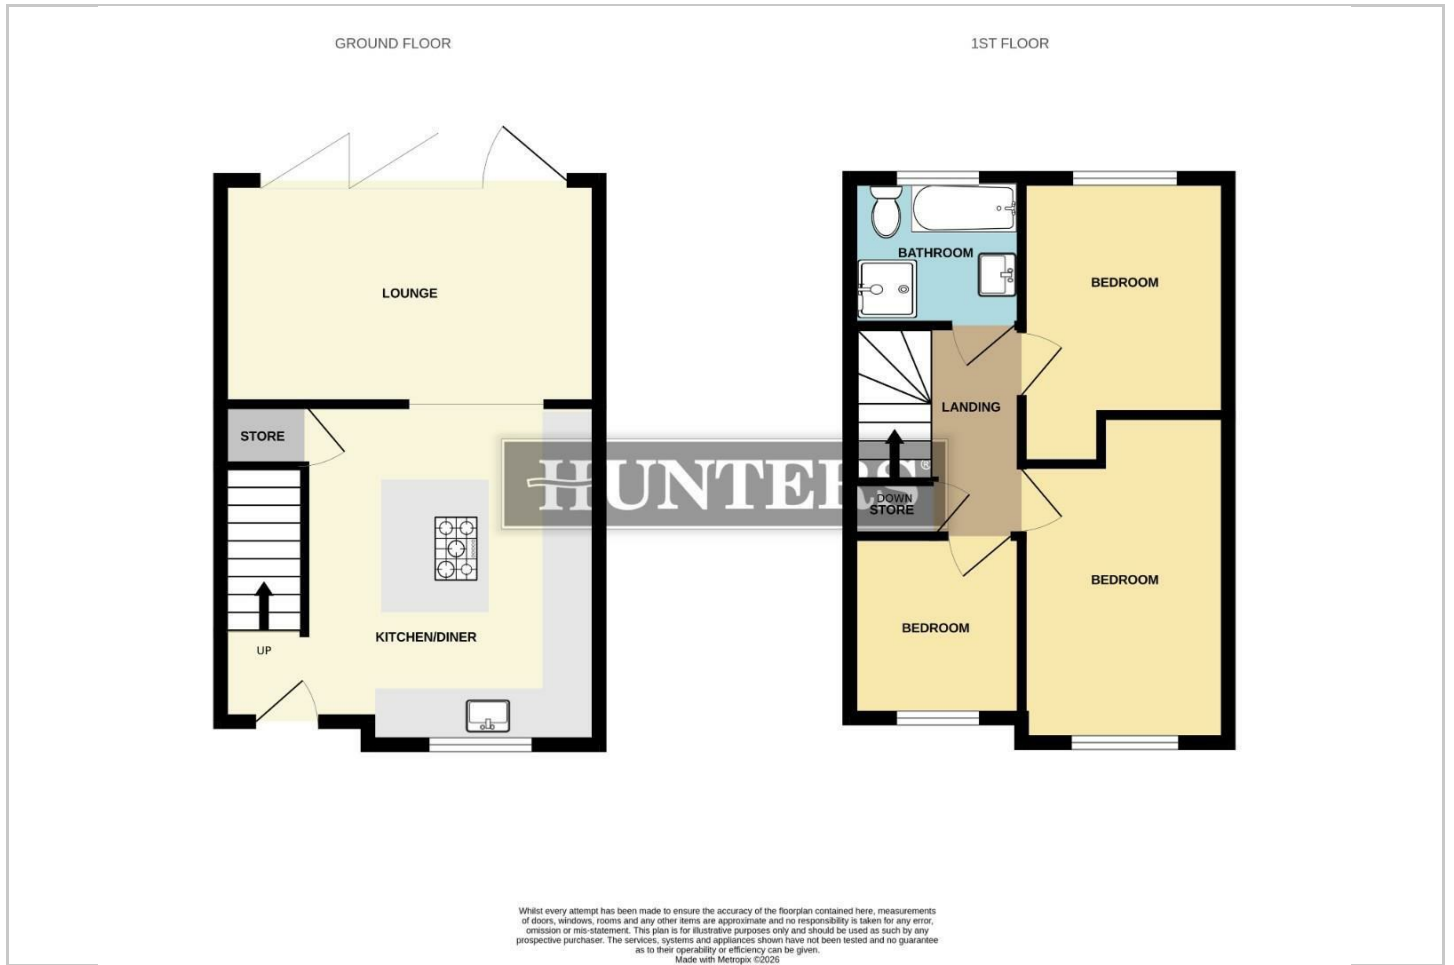 GROUND FLOOR
1ST FLOOR
LOUNGE
STORE
KITCHEN/DINER
UP
BATHROOM
BEDROOM
LANDING
DOWN
STORE
BEDROOM
BEDROOM
HUNTERS®
Whilst every attempt has been made to ensure the accuracy of the floorplan contained here, measurements
of doors, windows, rooms and any other items are approximate and no responsibility is taken for any error,
omission or mis-statement. This plan is for illustrative purposes only and should be used as such by any
prospective purchaser. The services, systems and appliances shown have not been tested and no guarantee
as to their operability or efficiency can be given.
Made with Metropix ©2026